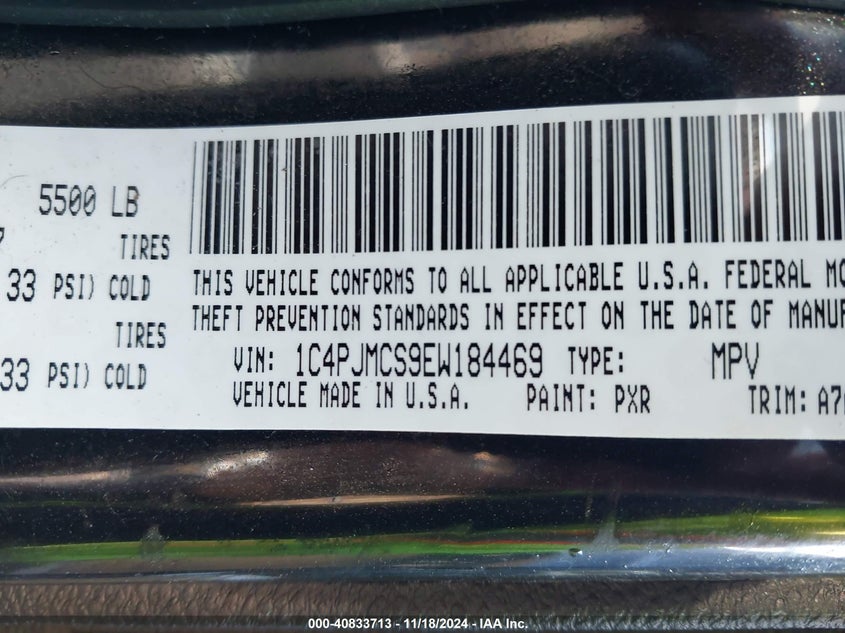 5500 LB
7
TIRES
33 PSI) COLD
TIRES
33 PSI) COLD
THIS VEHICLE CONFORMS TO ALL APPLICABLE U.S.A. FEDERAL MO
THEFT PREVENTION STANDARDS IN EFFECT ON THE DATE OF MANUF
VIN: 1C4PJMCS9EW184469 TYPE: MPV
VEHICLE MADE IN U.S.A. PAINT: PXR TRIM: A7
000-40833713 - 11/18/2024 - IAA Inc.